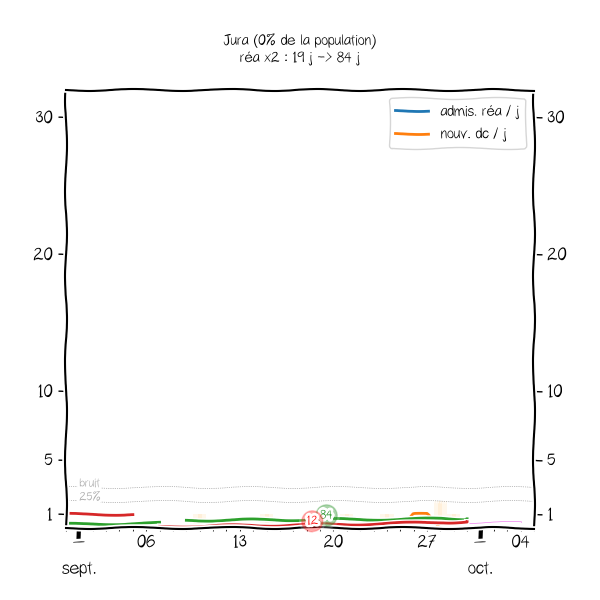 Jura (0% de la population)
réa x2 : 19 j -> 84 j
admis. réa / j
nouv. dc / j
30 30
20 20
10 10
5 5
bruit
25%
1 1
12 84
06 13 20 27 04
sept. oct.